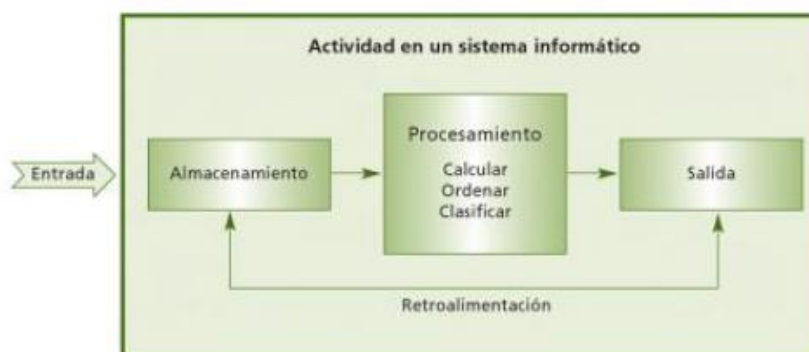 Actividad en un sistema informático
Entrada
Almacenamiento
Procesamiento
Calcular
Ordenar
Clasificar
Salida
Retroalimentación